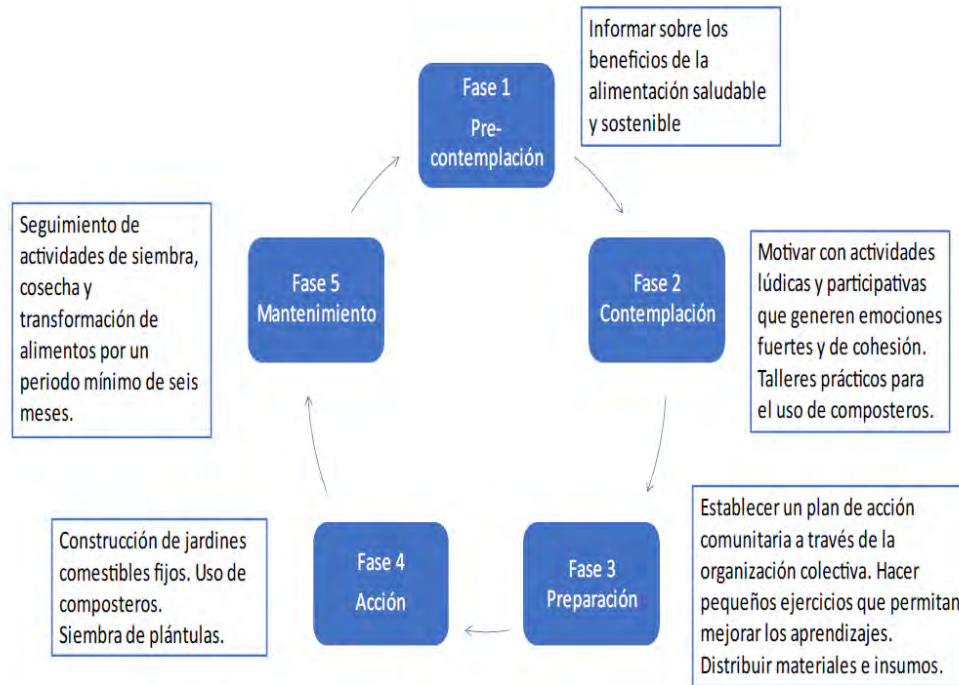 Fase 1
Pre-
contemplación
Informar sobre los
beneficios de la
alimentación saludable
y sostenible
Fase 2
Contemplación
Motivar con actividades
lúdicas y participativas
que generen emociones
fuertes y de cohesión.
Talleres prácticos para
el uso de composteros.
Fase 3
Preparación
Establecer un plan de acción
comunitaria a través de la
organización colectiva. Hacer
pequeños ejercicios que permitan
mejorar los aprendizajes.
Distribuir materiales e insumos.
Fase 4
Acción
Construcción de jardines
comestibles fijos. Uso de
composteros.
Siembra de plántulas.
Fase 5
Mantenimiento
Seguimiento de
actividades de siembra,
cosecha y
transformación de
alimentos por un
periodo mínimo de seis
meses.